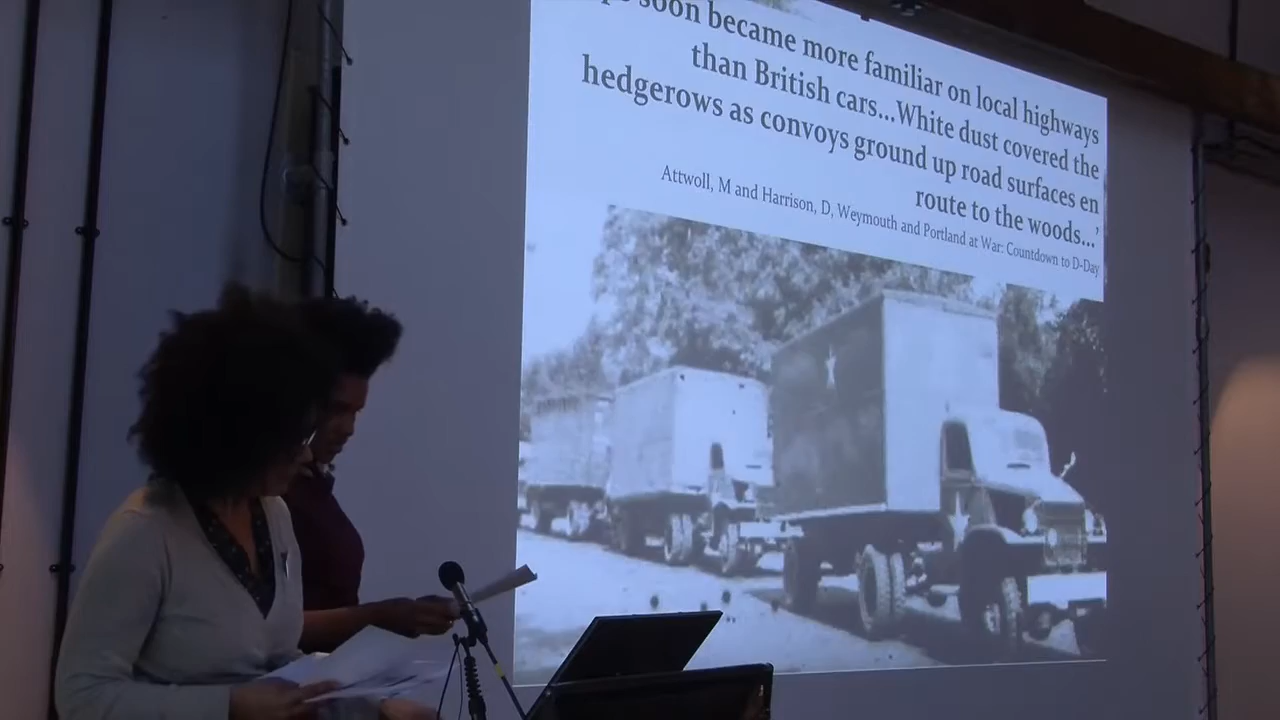 soon became more familiar on local highways
than British cars...White dust covered the
hedgerows as convoys ground up road surfaces en
route to the woods...'
Attwoll, M and Harrison, D, Weymouth and Portland at War: Countdown to D-Day